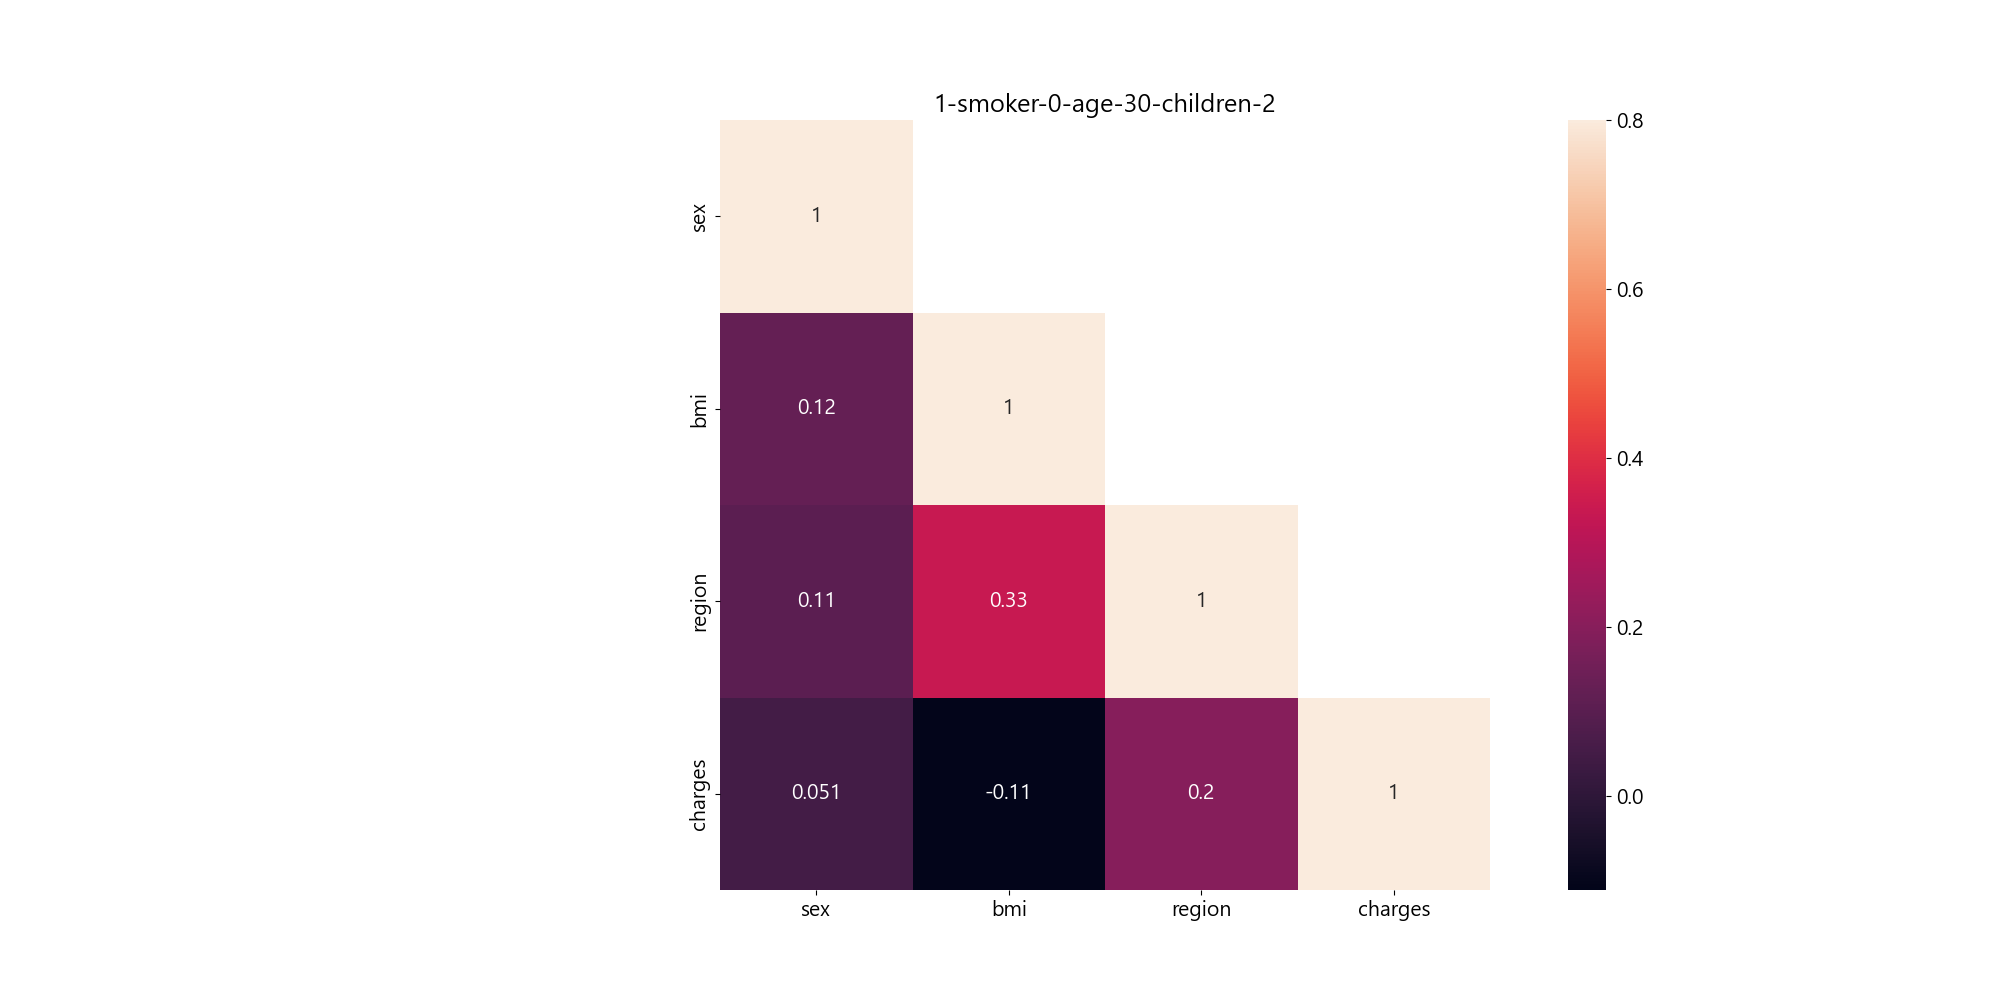 1-smoker-0-age-30-children-2
sex
1
bmi
0.12 1
region
0.11 0.33 1
charges
0.051 -0.11 0.2 1
sex bmi region charges
0.8
0.6
0.4
0.2
0.0